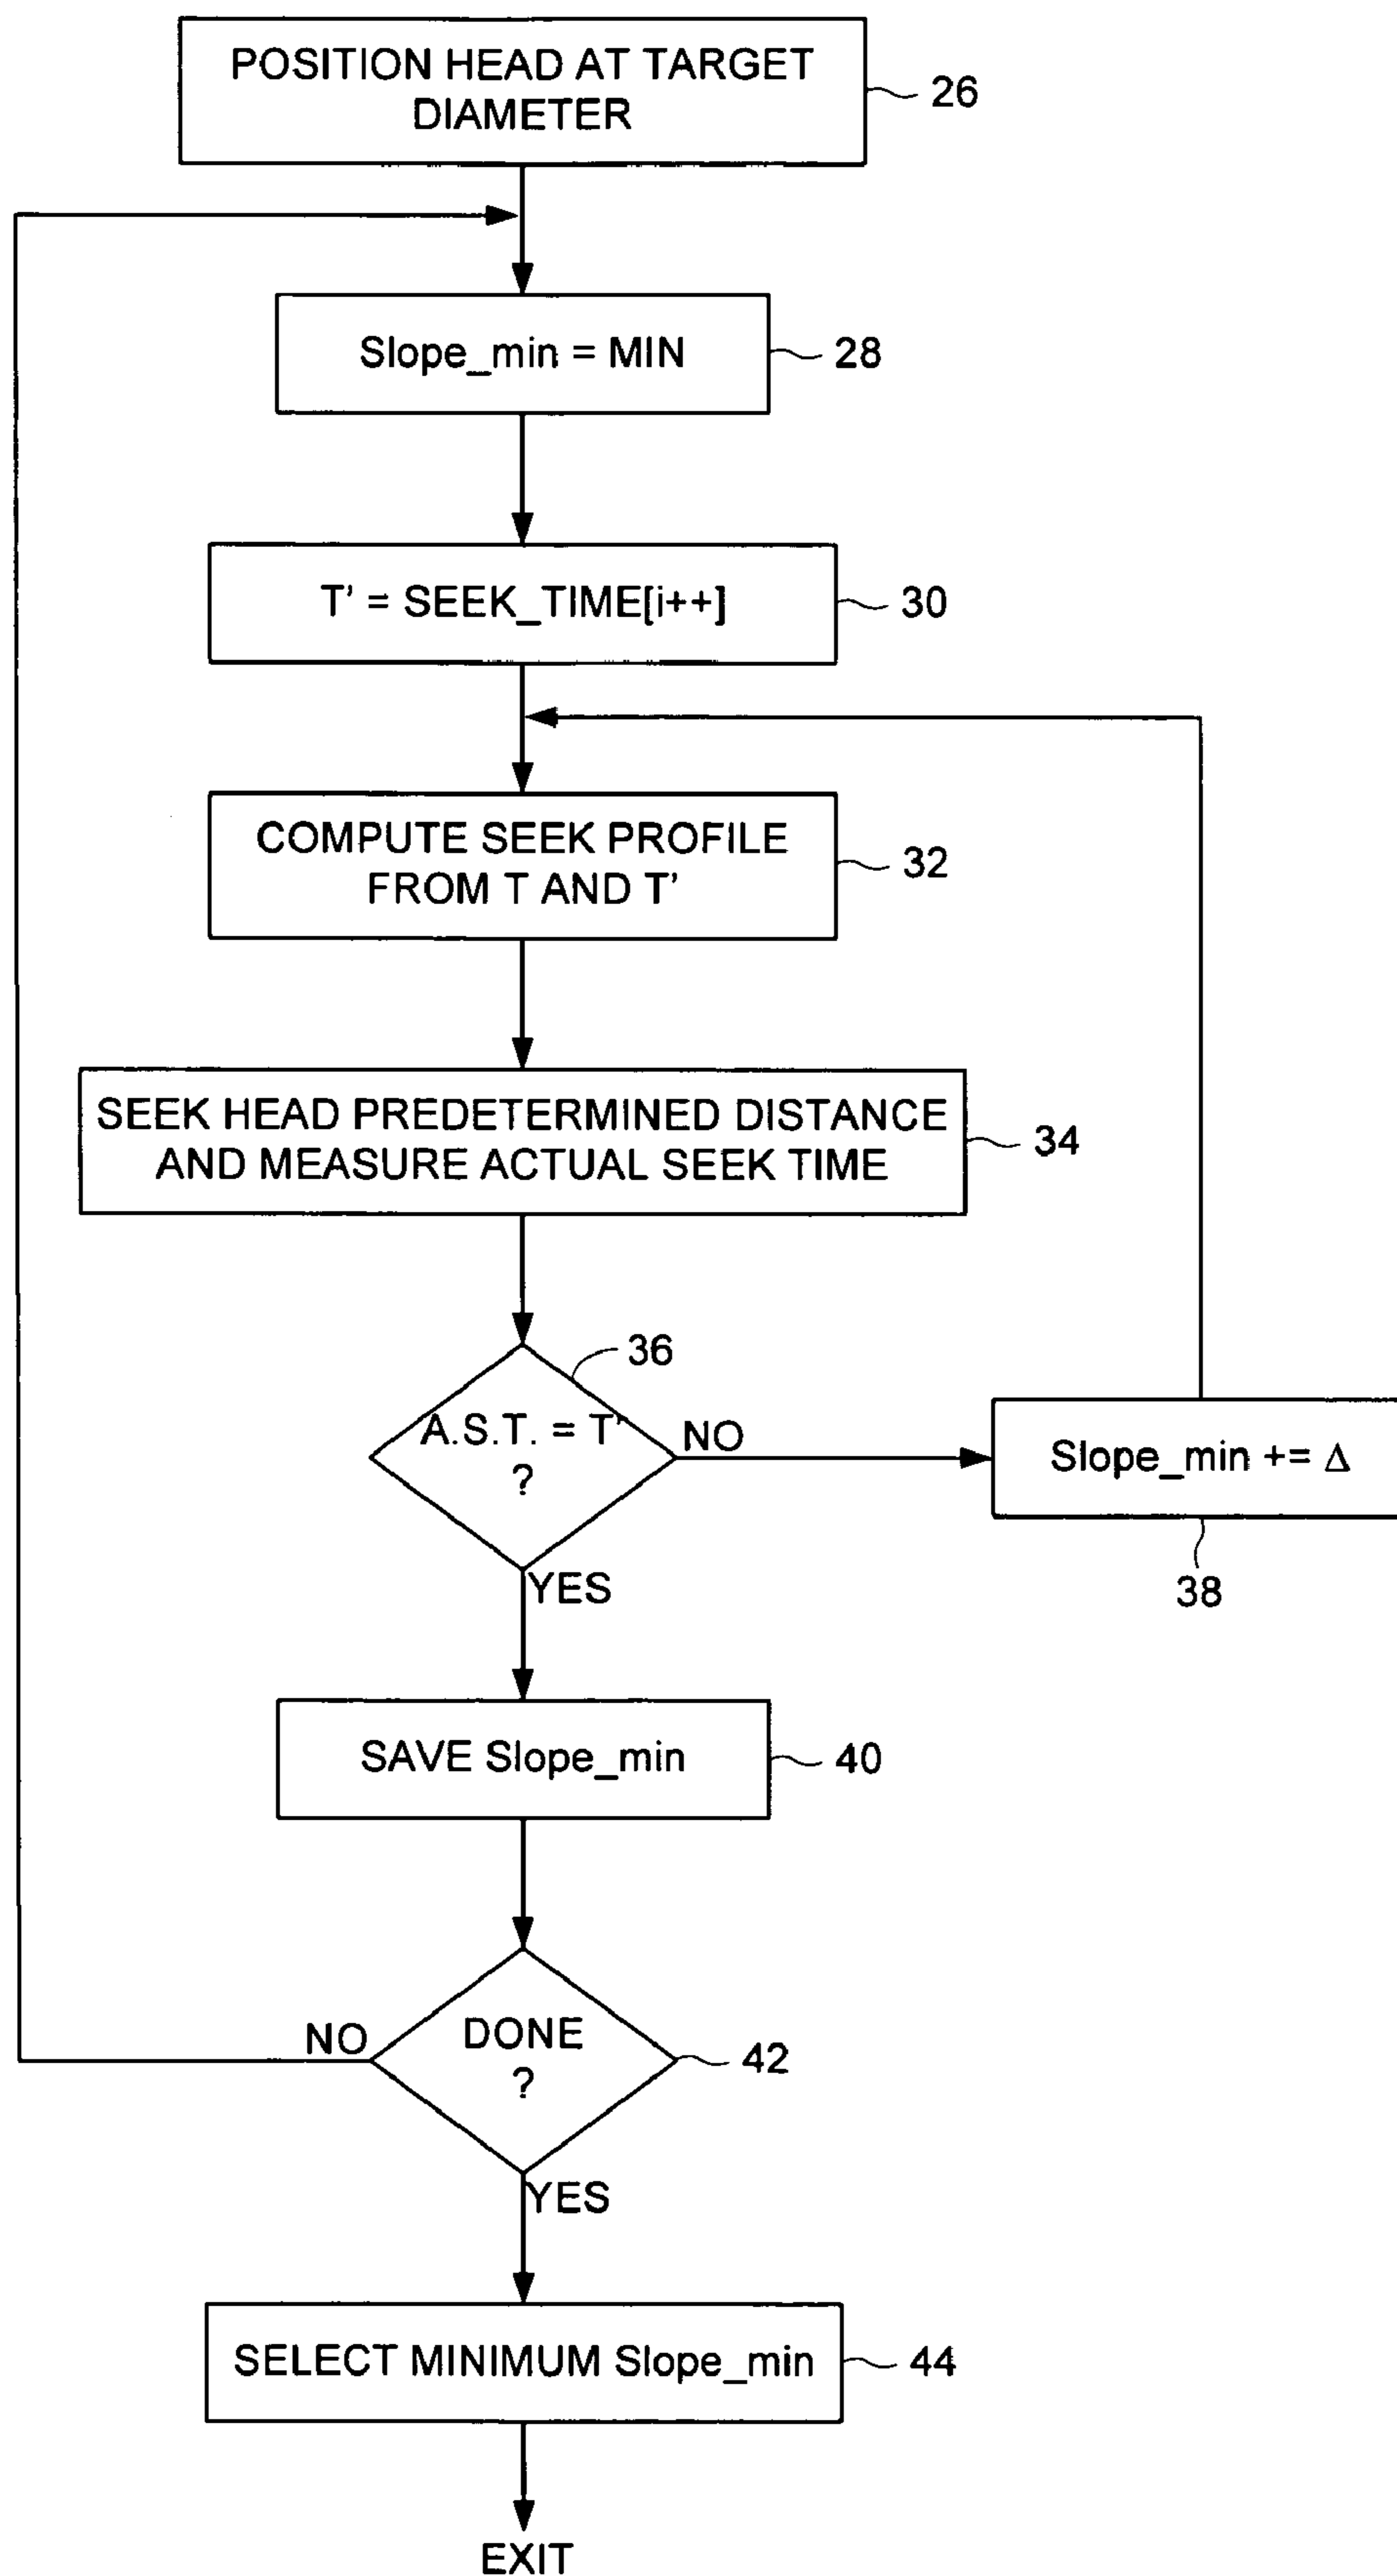 POSITION HEAD AT TARGET
DIAMETER
26
Slope_min = MIN
28
T' = SEEK_TIME[i++]
30
COMPUTE SEEK PROFILE
FROM T AND T'
32
SEEK HEAD PREDETERMINED DISTANCE
AND MEASURE ACTUAL SEEK TIME
34
36
A.S.T. = T'
?
NO
Slope_min += Δ
38
YES
SAVE Slope_min
40
NO
DONE
?
42
YES
SELECT MINIMUM Slope_min
44
EXIT